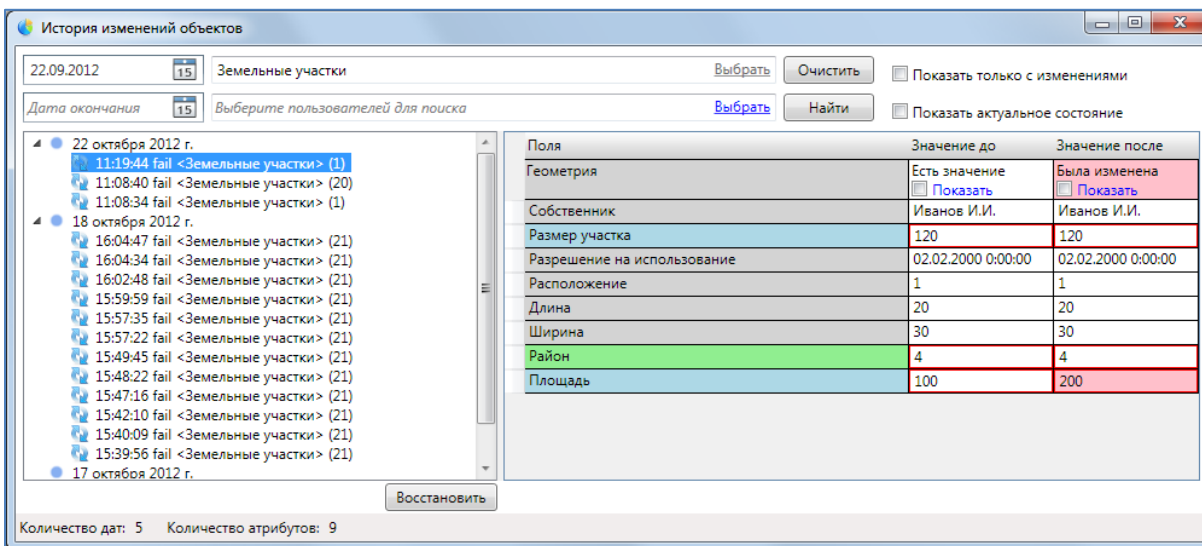 История изменений объектов
22.09.2012 15 Земельные участки Выбрать Очистить Показать только с изменениями
Дата окончания 15 Выберите пользователей для поиска Выбрать Найти Показать актуальное состояние
22 октября 2012 г.
11:19:44 fail <Земельные участки> (1)
11:08:40 fail <Земельные участки> (20)
11:08:34 fail <Земельные участки> (1)
18 октября 2012 г.
16:04:47 fail <Земельные участки> (21)
16:04:34 fail <Земельные участки> (21)
16:02:48 fail <Земельные участки> (21)
15:59:59 fail <Земельные участки> (21)
15:57:35 fail <Земельные участки> (21)
15:57:22 fail <Земельные участки> (21)
15:49:45 fail <Земельные участки> (21)
15:48:22 fail <Земельные участки> (21)
15:47:16 fail <Земельные участки> (21)
15:42:10 fail <Земельные участки> (21)
15:40:09 fail <Земельные участки> (21)
15:39:56 fail <Земельные участки> (21)
17 октября 2012 г.
Восстановить
Поля Значение до Значение после
Геометрия Есть значение Была изменена
Показать Показать
Собственник Иванов И.И. Иванов И.И.
Размер участка 120 120
Разрешение на использование 02.02.2000 0:00:00 02.02.2000 0:00:00
Расположение 1 1
Длина 20 20
Ширина 30 30
Район 4 4
Площадь 100 200
Количество дат: 5 Количество атрибутов: 9